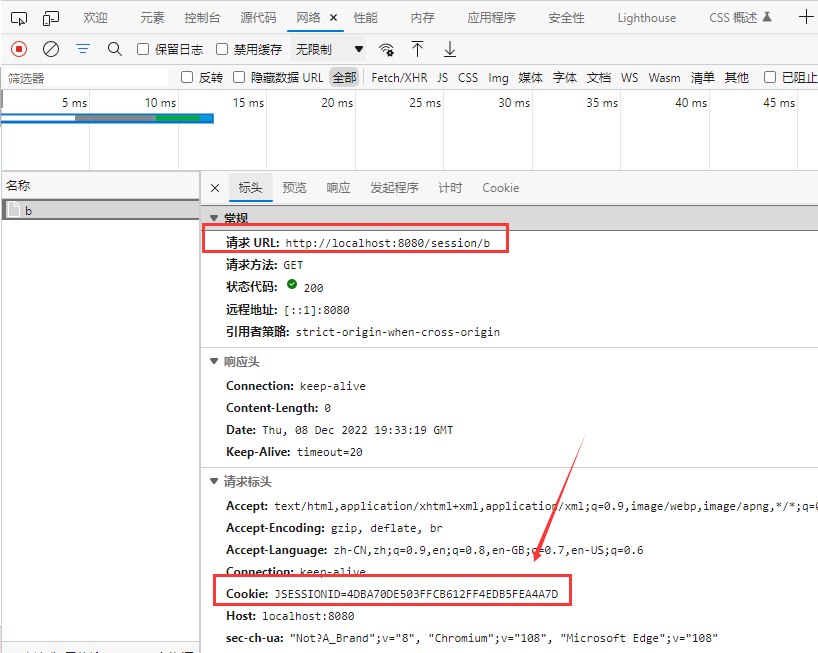 欢迎 元素 控制台 源代码 网络 × 性能 内存 应用程序 安全性 Lighthouse CSS 概述
保留日志 禁用缓存 无限制
筛选器 反转 隐藏数据 URL 全部 Fetch/XHR JS CSS Img 媒体 字体 文档 WS Wasm 清单 其他 已阻止
5 ms 10 ms 15 ms 20 ms 25 ms 30 ms 35 ms 40 ms 45 ms
名称 × 标头 预览 响应 发起程序 计时 Cookie
b
常规
请求 URL: http://localhost:8080/session/b
请求方法: GET
状态代码: 200
远程地址: [::1]:8080
引用者策略: strict-origin-when-cross-origin
响应头
Connection: keep-alive
Content-Length: 0
Date: Thu, 08 Dec 2022 19:33:19 GMT
Keep-Alive: timeout=20
请求标头
Accept: text/html,application/xhtml+xml,application/xml;q=0.9,image/webp,image/apng,*/*;q=
Accept-Encoding: gzip, deflate, br
Accept-Language: zh-CN,zh;q=0.9,en;q=0.8,en-GB;q=0.7,en-US;q=0.6
Connection: keep-alive
Cookie: JSESSIONID=4DBA70DE503FFCB612FF4EDB5FEA4A7D
Host: localhost:8080
sec-ch-ua: "Not?A_Brand";v="8", "Chromium";v="108", "Microsoft Edge";v="108"